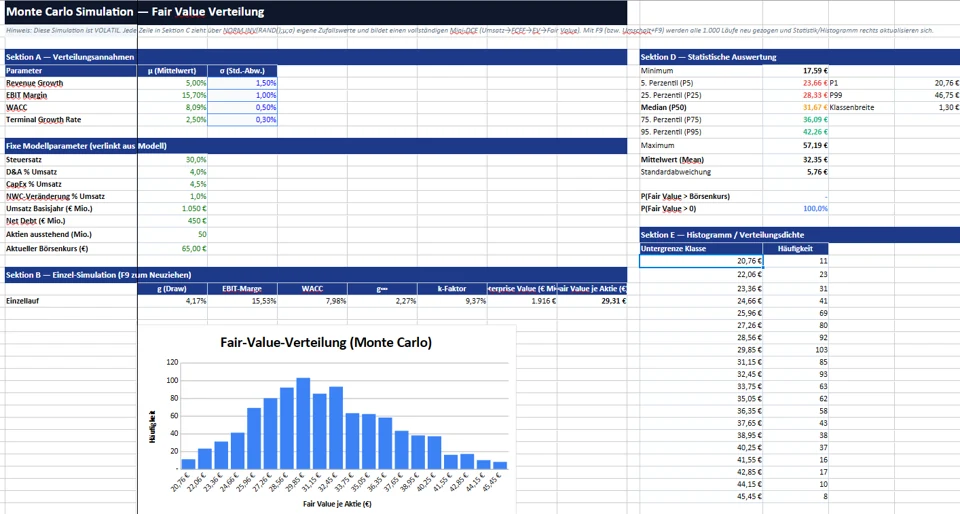 Monte Carlo Simulation — Fair Value Verteilung
Hinweis: Diese Simulation ist VOLATIL. Jede Zeile in Sektion C zieht über NORM.INV(RAND();μ;σ) eigene Zufallswerte und bildet einen vollständigen Mini-DCF (Umsatz→FCFF→EV→Fair Value). Mit F9 (bzw. Umschalt+F9) werden alle 1.000 Läufe neu gezogen und Statistik/Histogramm rechts aktualisieren sich.
Sektion A — Verteilungsannahmen
Parameter μ (Mittelwert) σ (Std.-Abw.)
Revenue Growth 5,00% 1,50%
EBIT Margin 15,70% 1,00%
WACC 8,09% 0,50%
Terminal Growth Rate 2,50% 0,30%
Fixe Modellparameter (verlinkt aus Modell)
Steuersatz 30,0%
D&A % Umsatz 4,0%
CapEx % Umsatz 4,5%
NWC-Veränderung % Umsatz 1,0%
Umsatz Basisjahr (€ Mio.) 1.050 €
Net Debt (€ Mio.) 450 €
Aktien ausstehend (Mio.) 50
Aktueller Börsenkurs (€) 65,00 €
Sektion B — Einzel-Simulation (F9 zum Neuziehen)
g (Draw) EBIT-Marge WACC g∞ k-Faktor terprise Value (€ Mi air Value je Aktie (€)
Einzellauf 4,17% 15,53% 7,98% 2,27% 9,37% 1.916 € 29,31 €
Fair-Value-Verteilung (Monte Carlo)
Häufigkeit
120
100
80
60
40
20
-
20,76 € 22,06 € 23,36 € 24,66 € 25,96 € 27,26 € 28,56 € 29,85 € 31,15 € 32,45 € 33,75 € 35,05 € 36,35 € 37,65 € 38,95 € 40,25 € 41,55 € 42,85 € 44,15 € 45,45 €
Fair Value je Aktie (€)
Sektion D — Statistische Auswertung
Minimum 17,59 €
5. Perzentil (P5) 23,66 € P1 20,76 €
25. Perzentil (P25) 28,33 € P99 46,75 €
Median (P50) 31,67 € Klassenbreite 1,30 €
75. Perzentil (P75) 36,09 €
95. Perzentil (P95) 42,26 €
Maximum 57,19 €
Mittelwert (Mean) 32,35 €
Standardabweichung 5,76 €
P(Fair Value > Börsenkurs) -
P(Fair Value > 0) 100,0%
Sektion E — Histogramm / Verteilungsdichte
Untergrenze Klasse Häufigkeit
20,76 € 11
22,06 € 23
23,36 € 31
24,66 € 41
25,96 € 69
27,26 € 80
28,56 € 92
29,85 € 103
31,15 € 85
32,45 € 93
33,75 € 63
35,05 € 62
36,35 € 58
37,65 € 43
38,95 € 38
40,25 € 37
41,55 € 16
42,85 € 17
44,15 € 10
45,45 € 8